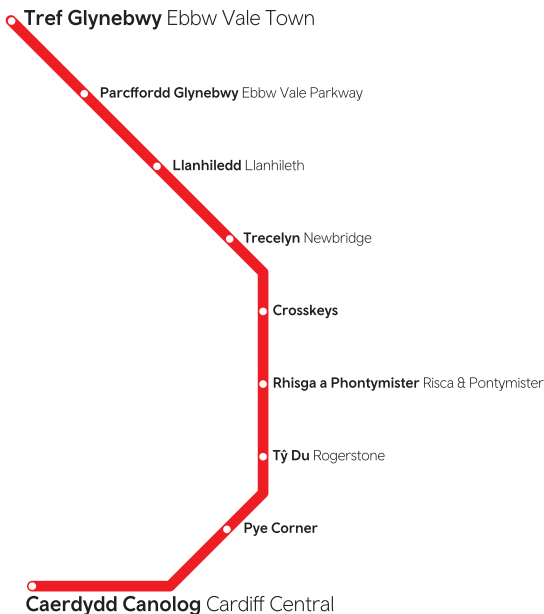 Tref Glynebwy Ebbw Vale Town
Parcffordd Glynebwy Ebbw Vale Parkway
Llanhiledd Llanhileth
Trecelyn Newbridge
Crosskeys
Rhisga a Phontymister Risca & Pontymister
Tŷ Du Rogerstone
Pye Corner
Caerdydd Canolog Cardiff Central